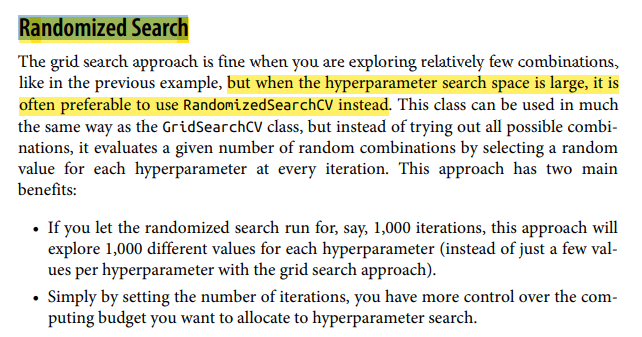 Randomized Search
The grid search approach is fine when you are exploring relatively few combinations,
like in the previous example, but when the hyperparameter search space is large, it is
often preferable to use RandomizedSearchCV instead. This class can be used in much
the same way as the GridSearchCV class, but instead of trying out all possible combi-
nations, it evaluates a given number of random combinations by selecting a random
value for each hyperparameter at every iteration. This approach has two main
benefits:
• If you let the randomized search run for, say, 1,000 iterations, this approach will
explore 1,000 different values for each hyperparameter (instead of just a few val-
ues per hyperparameter with the grid search approach).
• Simply by setting the number of iterations, you have more control over the com-
puting budget you want to allocate to hyperparameter search.